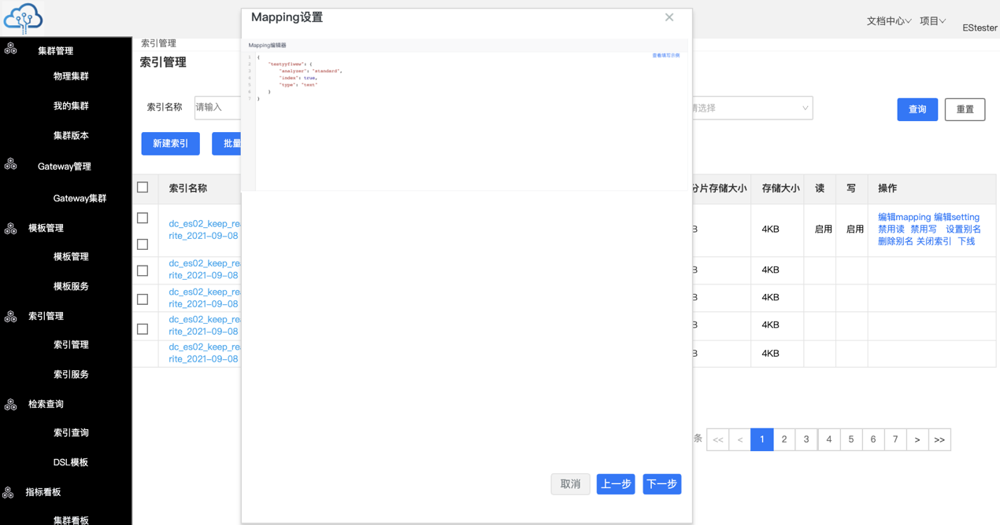 Mapping设置
文档中心
项目
EStester
集群管理
物理集群
我的集群
集群版本
Gateway管理
Gateway集群
模板管理
模板管理
模板服务
索引管理
索引管理
索引服务
检索查询
索引查询
DSL模板
指标看板
集群看板
索引管理
索引管理
索引名称
请输入
请选择
查询
重置
新建索引
批量
Mapping编辑器
查看填写示例
1 {
2 "testyyfiwew": {
3 "analyzer": "standard",
4 "index": true,
5 "type": "text"
6 }
7 }
索引名称
分片存储大小
存储大小
读
写
操作
dc_es02_keep_re
rite_2021-09-08
B
4KB
启用
启用
编辑mapping 编辑setting
禁用读 禁用写 设置别名
删除别名 关闭索引 下线
dc_es02_keep_re
rite_2021-09-08
B
4KB
dc_es02_keep_re
rite_2021-09-08
B
4KB
dc_es02_keep_re
rite_2021-09-08
B
4KB
dc_es02_keep_re
rite_2021-09-08
B
4KB
条 << < 1 2 3 4 5 6 7 > >>
取消
上一步
下一步